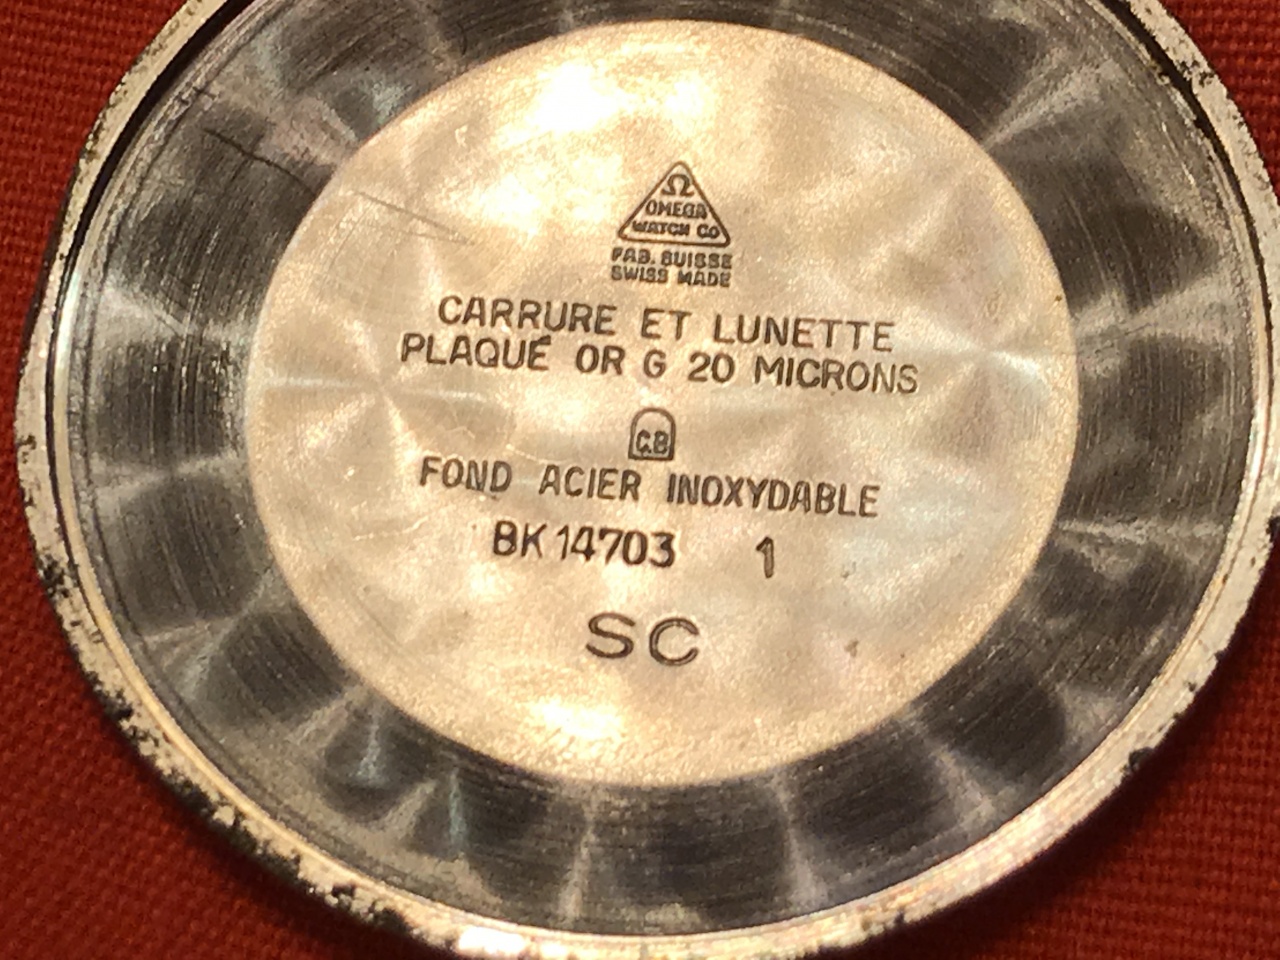 Ω
OMEGA
WATCH CO
FAB. SUISSE
SWISS MADE
CARRURE ET LUNETTE
PLAQUÉ OR G 20 MICRONS
C.B
FOND ACIER INOXYDABLE
BK 14703 1
SC